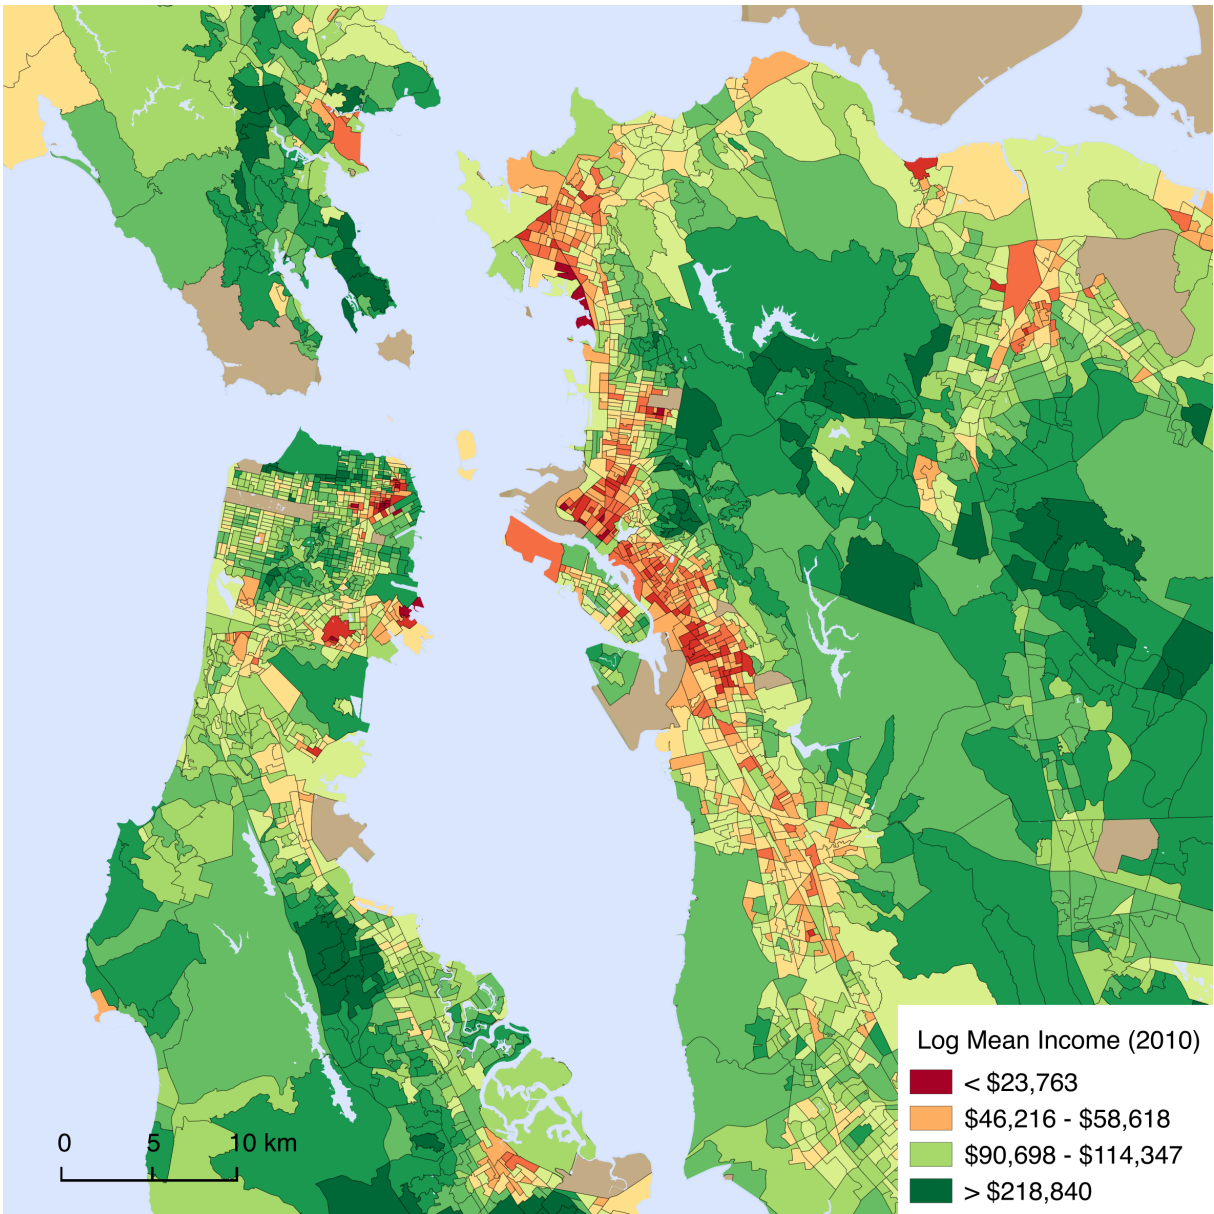 Log Mean Income (2010)
< $23,763
$46,216 - $58,618
$90,698 - $114,347
> $218,840
0 5 10 km